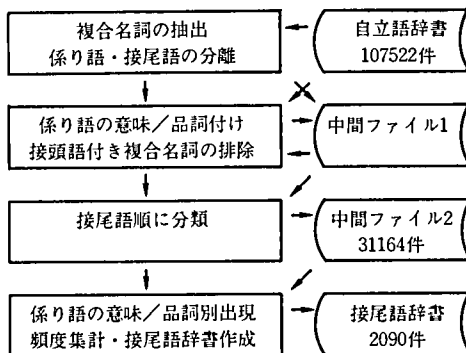 複合名詞の抽出
係り語・接尾語の分離
自立語辞書
107522件
係り語の意味／品詞付け
接頭語付き複合名詞の排除
中間ファイル1
接尾語順に分類
中間ファイル2
31164件
係り語の意味／品詞別出現
頻度集計・接尾語辞書作成
接尾語辞書
2090件